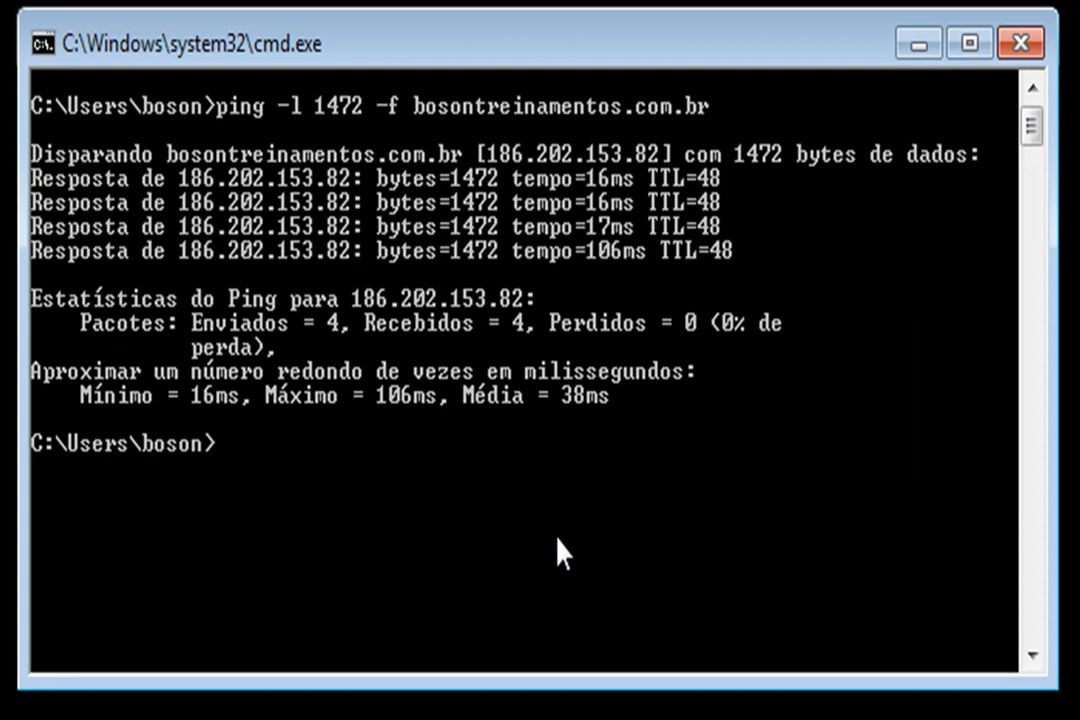 C:\Windows\system32\cmd.exe
C:\Users\boson>ping -l 1472 -f bosontreinamentos.com.br
Disparando bosontreinamentos.com.br [186.202.153.82] com 1472 bytes de dados:
Resposta de 186.202.153.82: bytes=1472 tempo=16ms TTL=48
Resposta de 186.202.153.82: bytes=1472 tempo=16ms TTL=48
Resposta de 186.202.153.82: bytes=1472 tempo=17ms TTL=48
Resposta de 186.202.153.82: bytes=1472 tempo=106ms TTL=48
Estatísticas do Ping para 186.202.153.82:
Pacotes: Enviados = 4, Recebidos = 4, Perdidos = 0 (0% de
perda),
Aproximar um número redondo de vezes em milissegundos:
Mínimo = 16ms, Máximo = 106ms, Média = 38ms
C:\Users\boson>